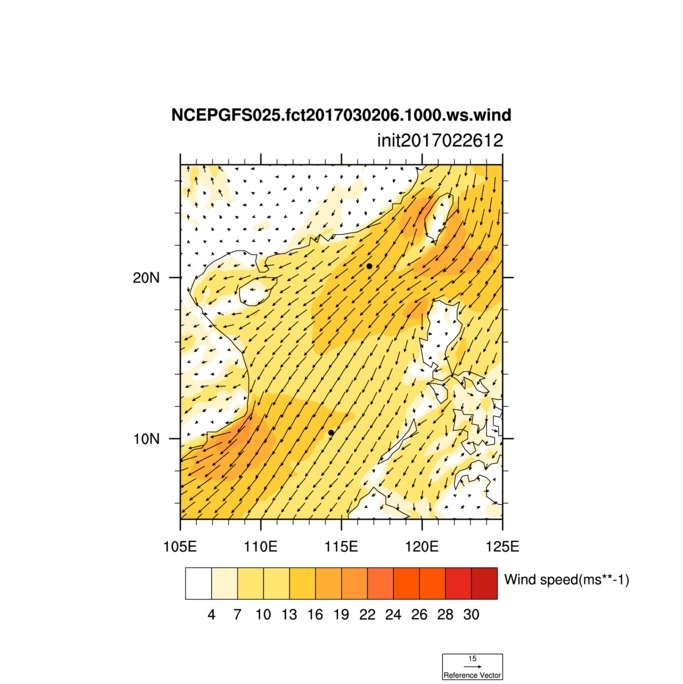 NCEPGFS025.fct2017030206.1000.ws.wind
init2017022612
20N
10N
105E 110E 115E 120E 125E
Wind speed(ms**-1)
4 7 10 13 16 19 22 24 26 28 30
15
Reference Vector